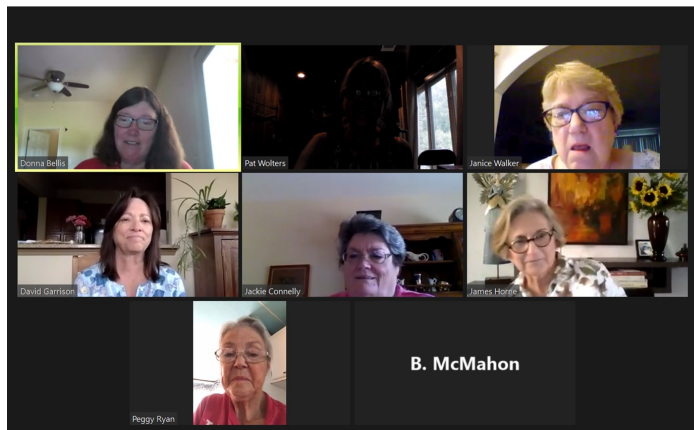 Donna Bellis
Pat Wolters
Janice Walker
David Garrison
Jackie Connelly
James Horne
B. McMahon
Peggy Ryan